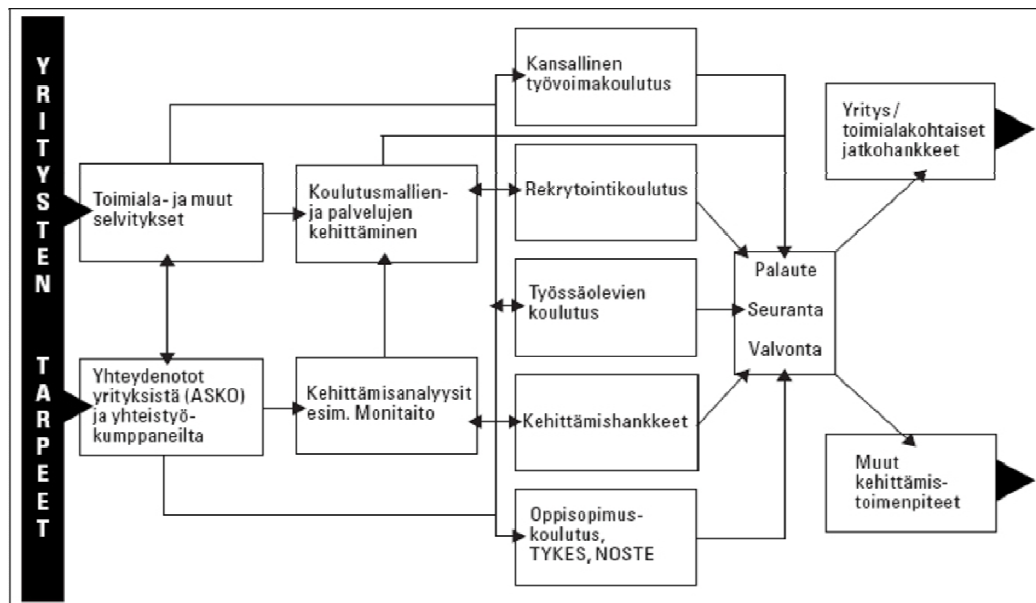 YRITYSTEN TARPEET
Toimiala- ja muut
selvitykset
Yhteydenotot
yrityksistä (ASKO)
ja yhteistyö-
kumppaneilta
Koulutusmallien-
ja palvelujen
kehittäminen
Kehittämisanalyysit
esim. Monitaito
Kansallinen
työvoimakoulutus
Rekrytointikoulutus
Työssäolevien
koulutus
Kehittämishankkeet
Oppisopimus-
koulutus,
TYKES, NOSTE
Palaute
Seuranta
Valvonta
Yritys/
toimialakohtaiset
jatkohankkeet
Muut
kehittämis-
toimenpiteet